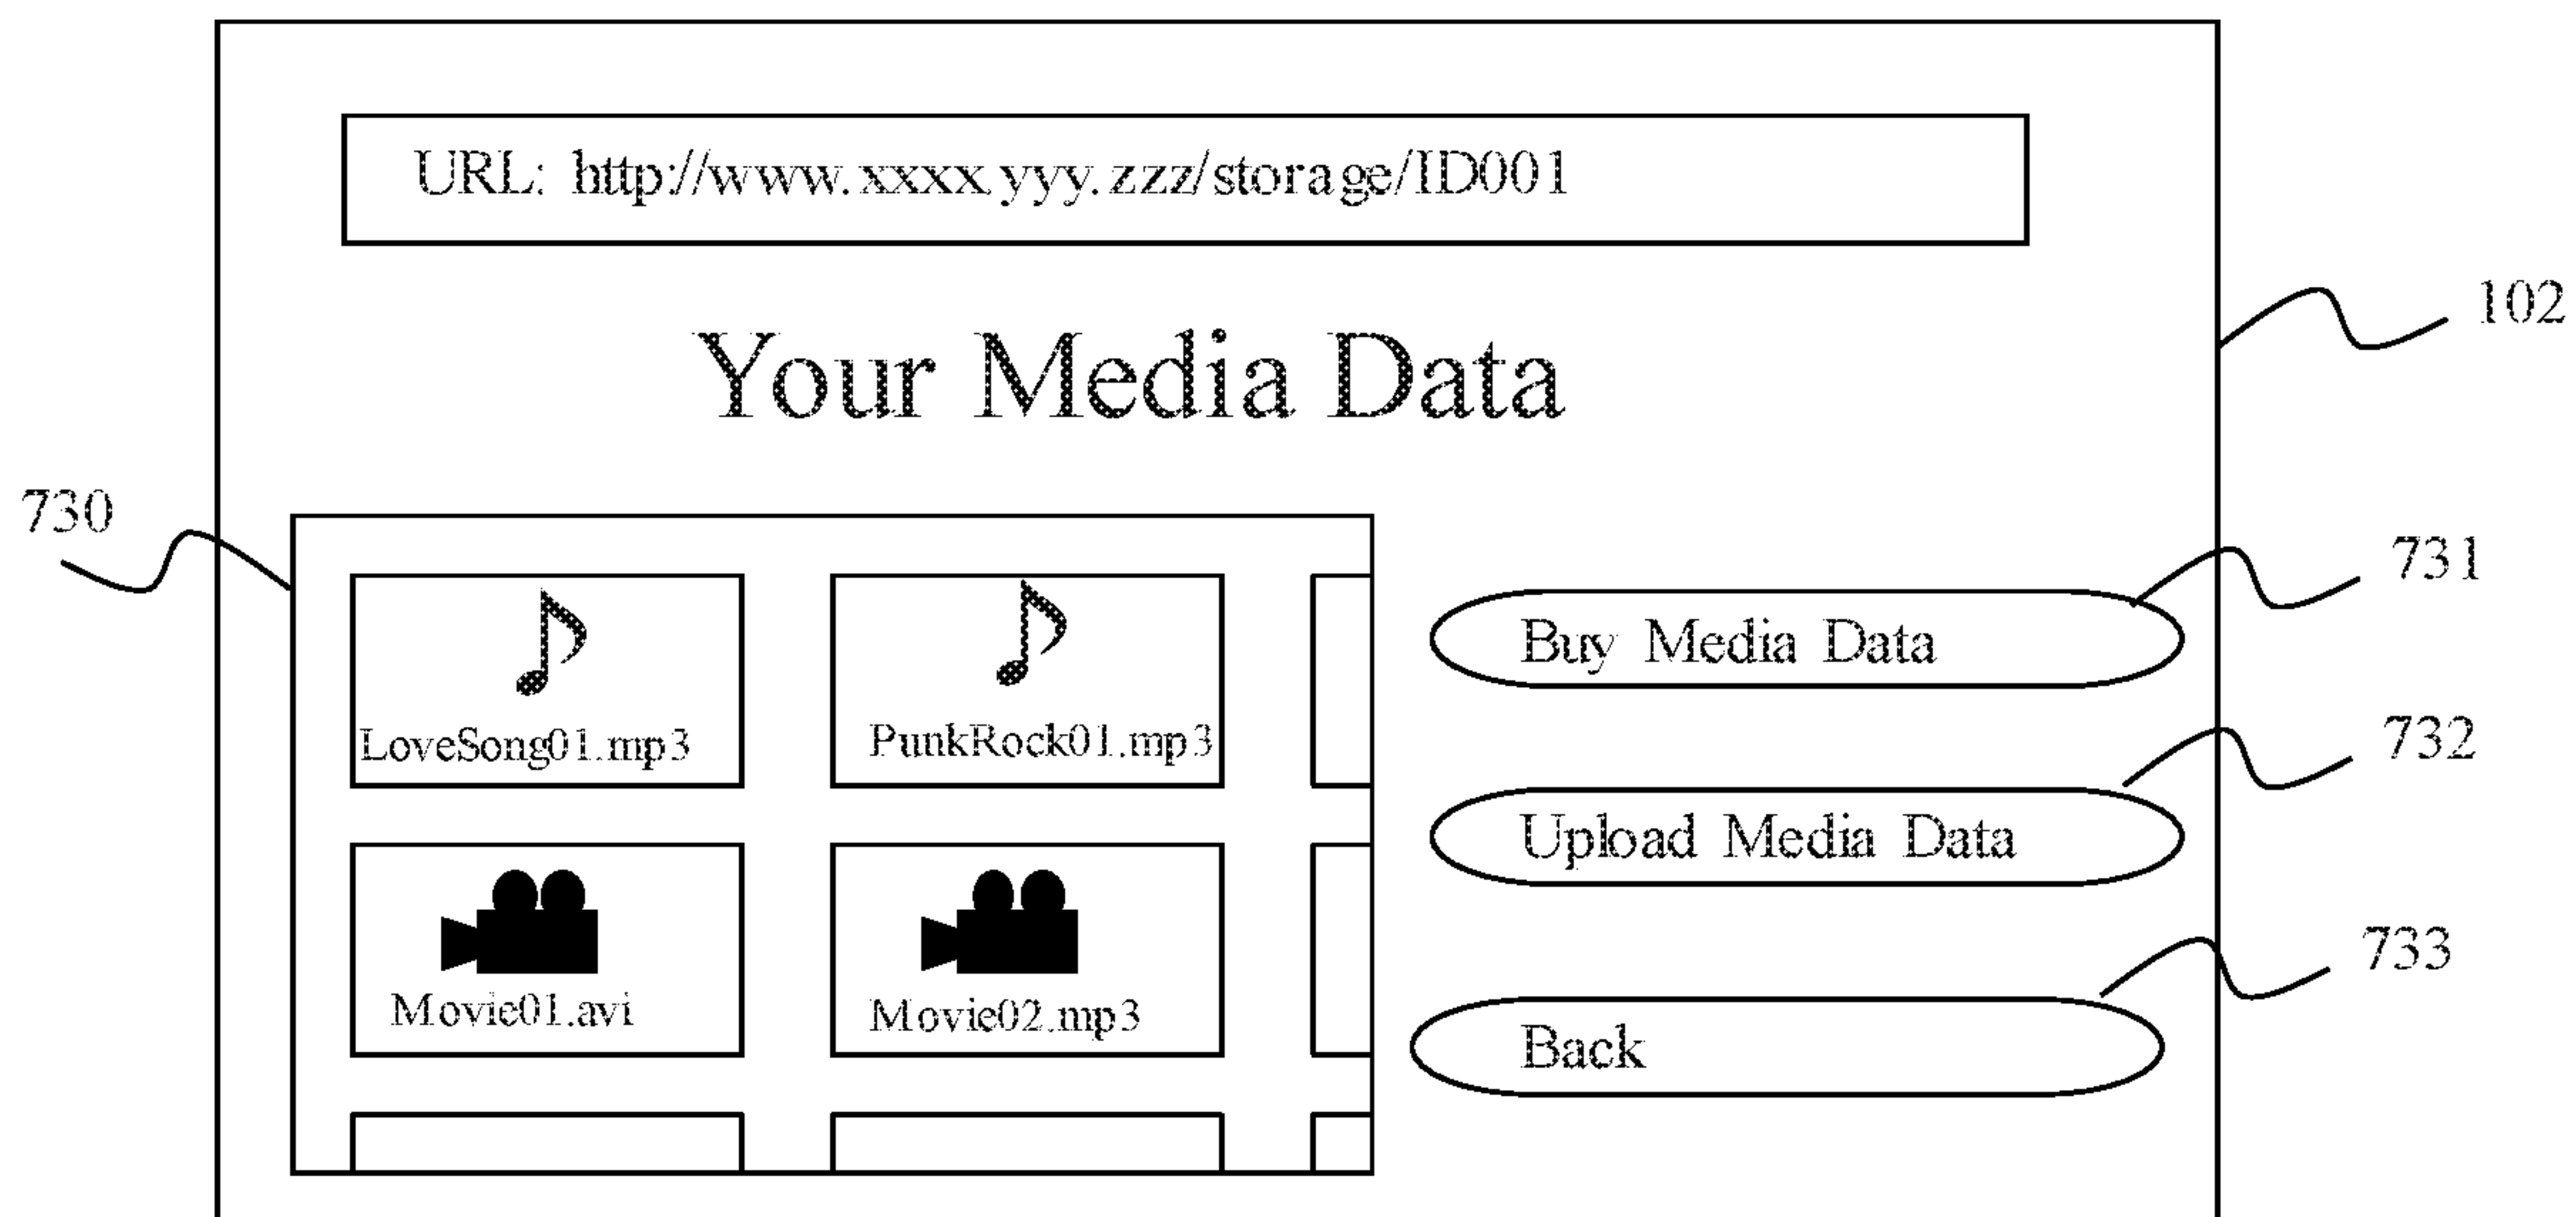 URL: http://www.xxxx.yyy.zzz/storage/ID001
102
Your Media Data
730
731
LoveSong01.mp3
PunkRock01.mp3
Buy Media Data
732
Upload Media Data
733
Movie01.avi
Movie02.mp3
Back